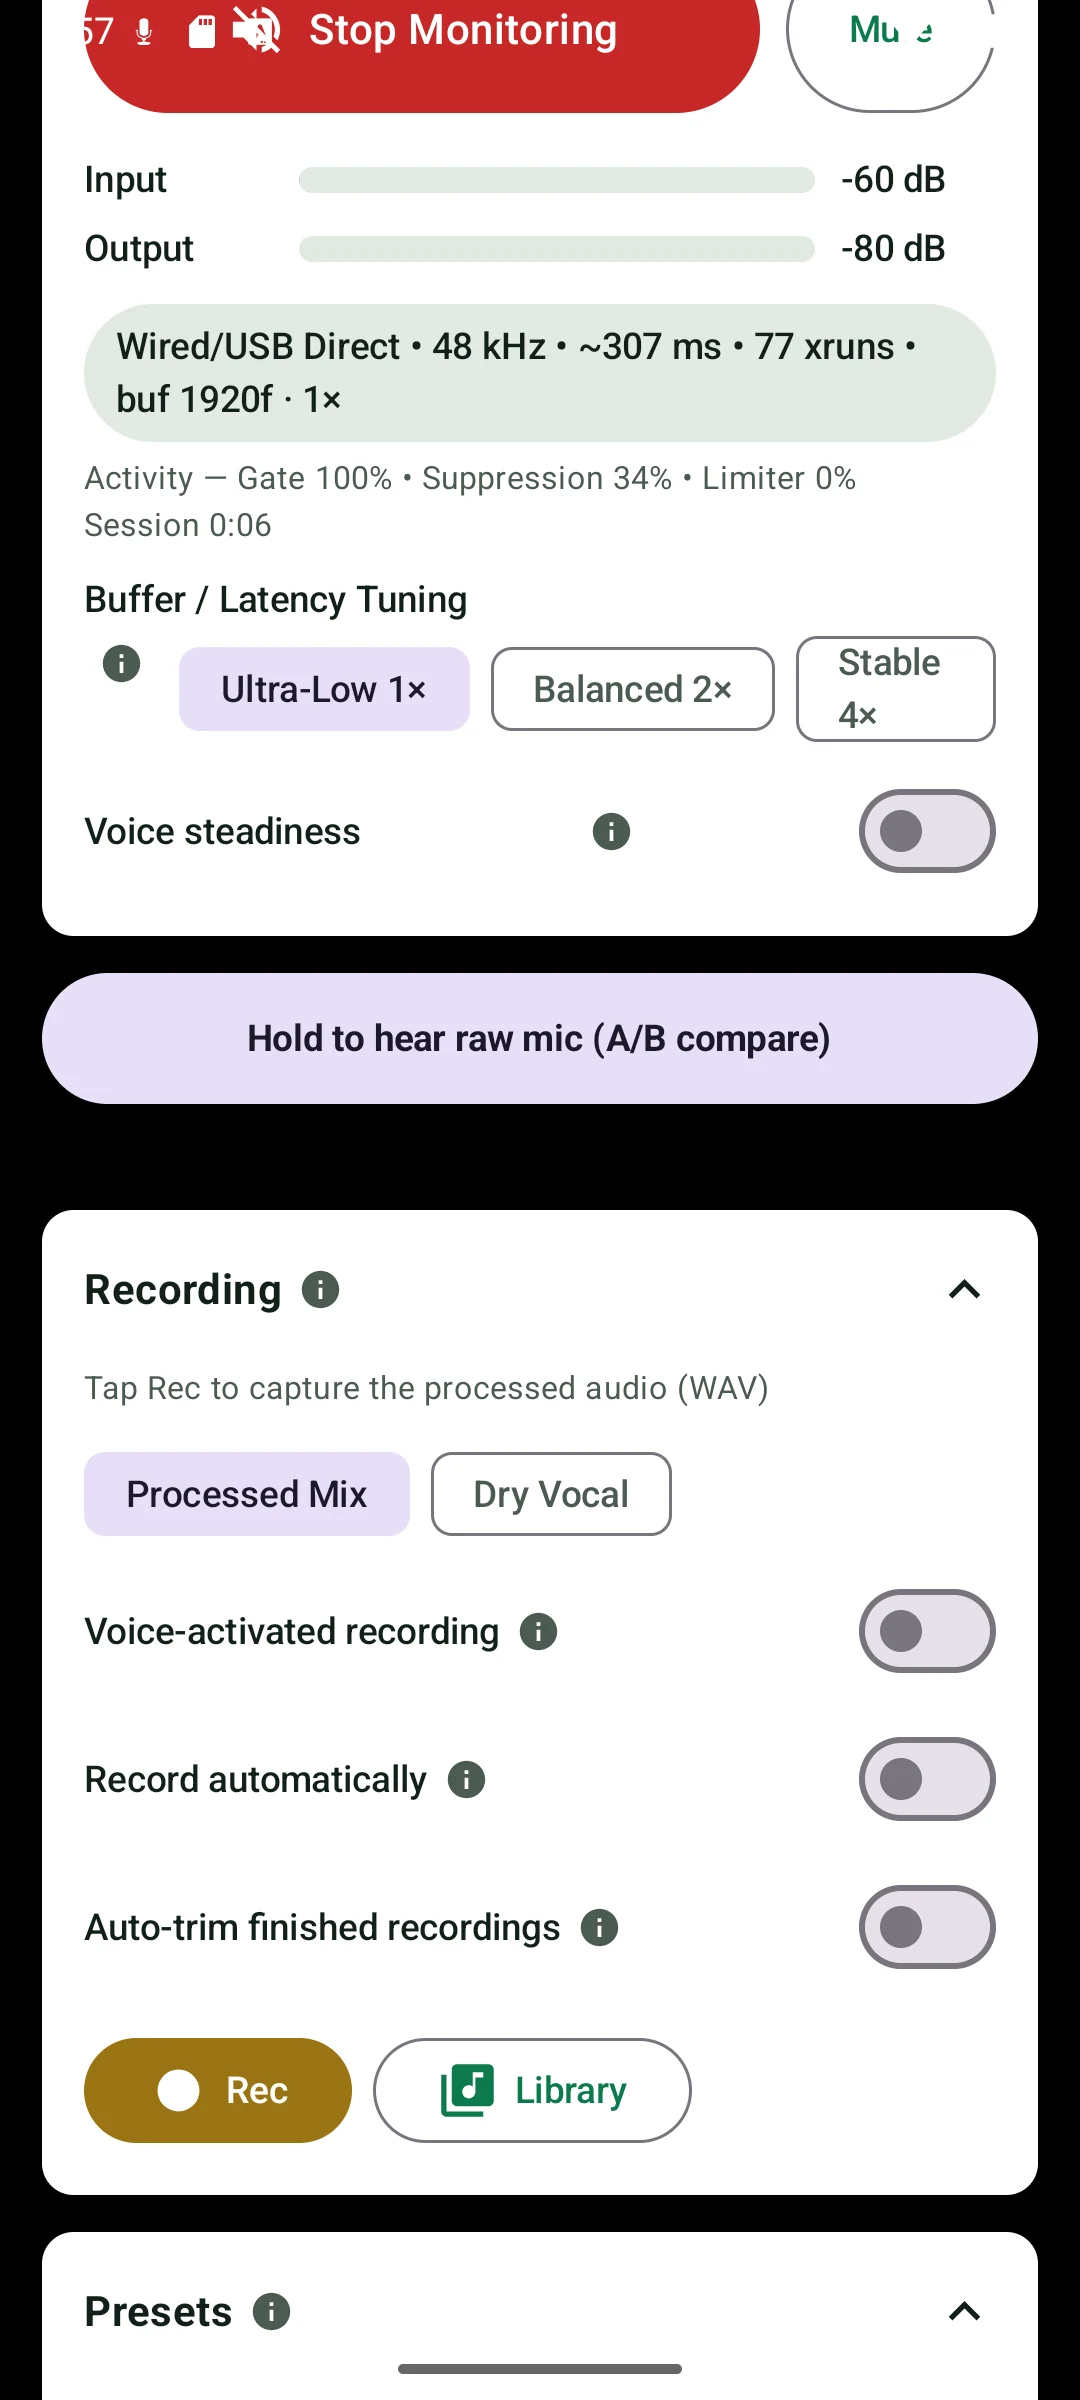 57
Stop Monitoring
Input
-60 dB
Output
-80 dB
Wired/USB Direct • 48 kHz • ~307 ms • 77 xruns •
buf 1920f · 1×
Activity — Gate 100% • Suppression 34% • Limiter 0%
Session 0:06
Buffer / Latency Tuning
Ultra-Low 1×
Balanced 2×
Stable
4×
Voice steadiness
Hold to hear raw mic (A/B compare)
Recording
Tap Rec to capture the processed audio (WAV)
Processed Mix
Dry Vocal
Voice-activated recording
Record automatically
Auto-trim finished recordings
Rec
Library
Presets